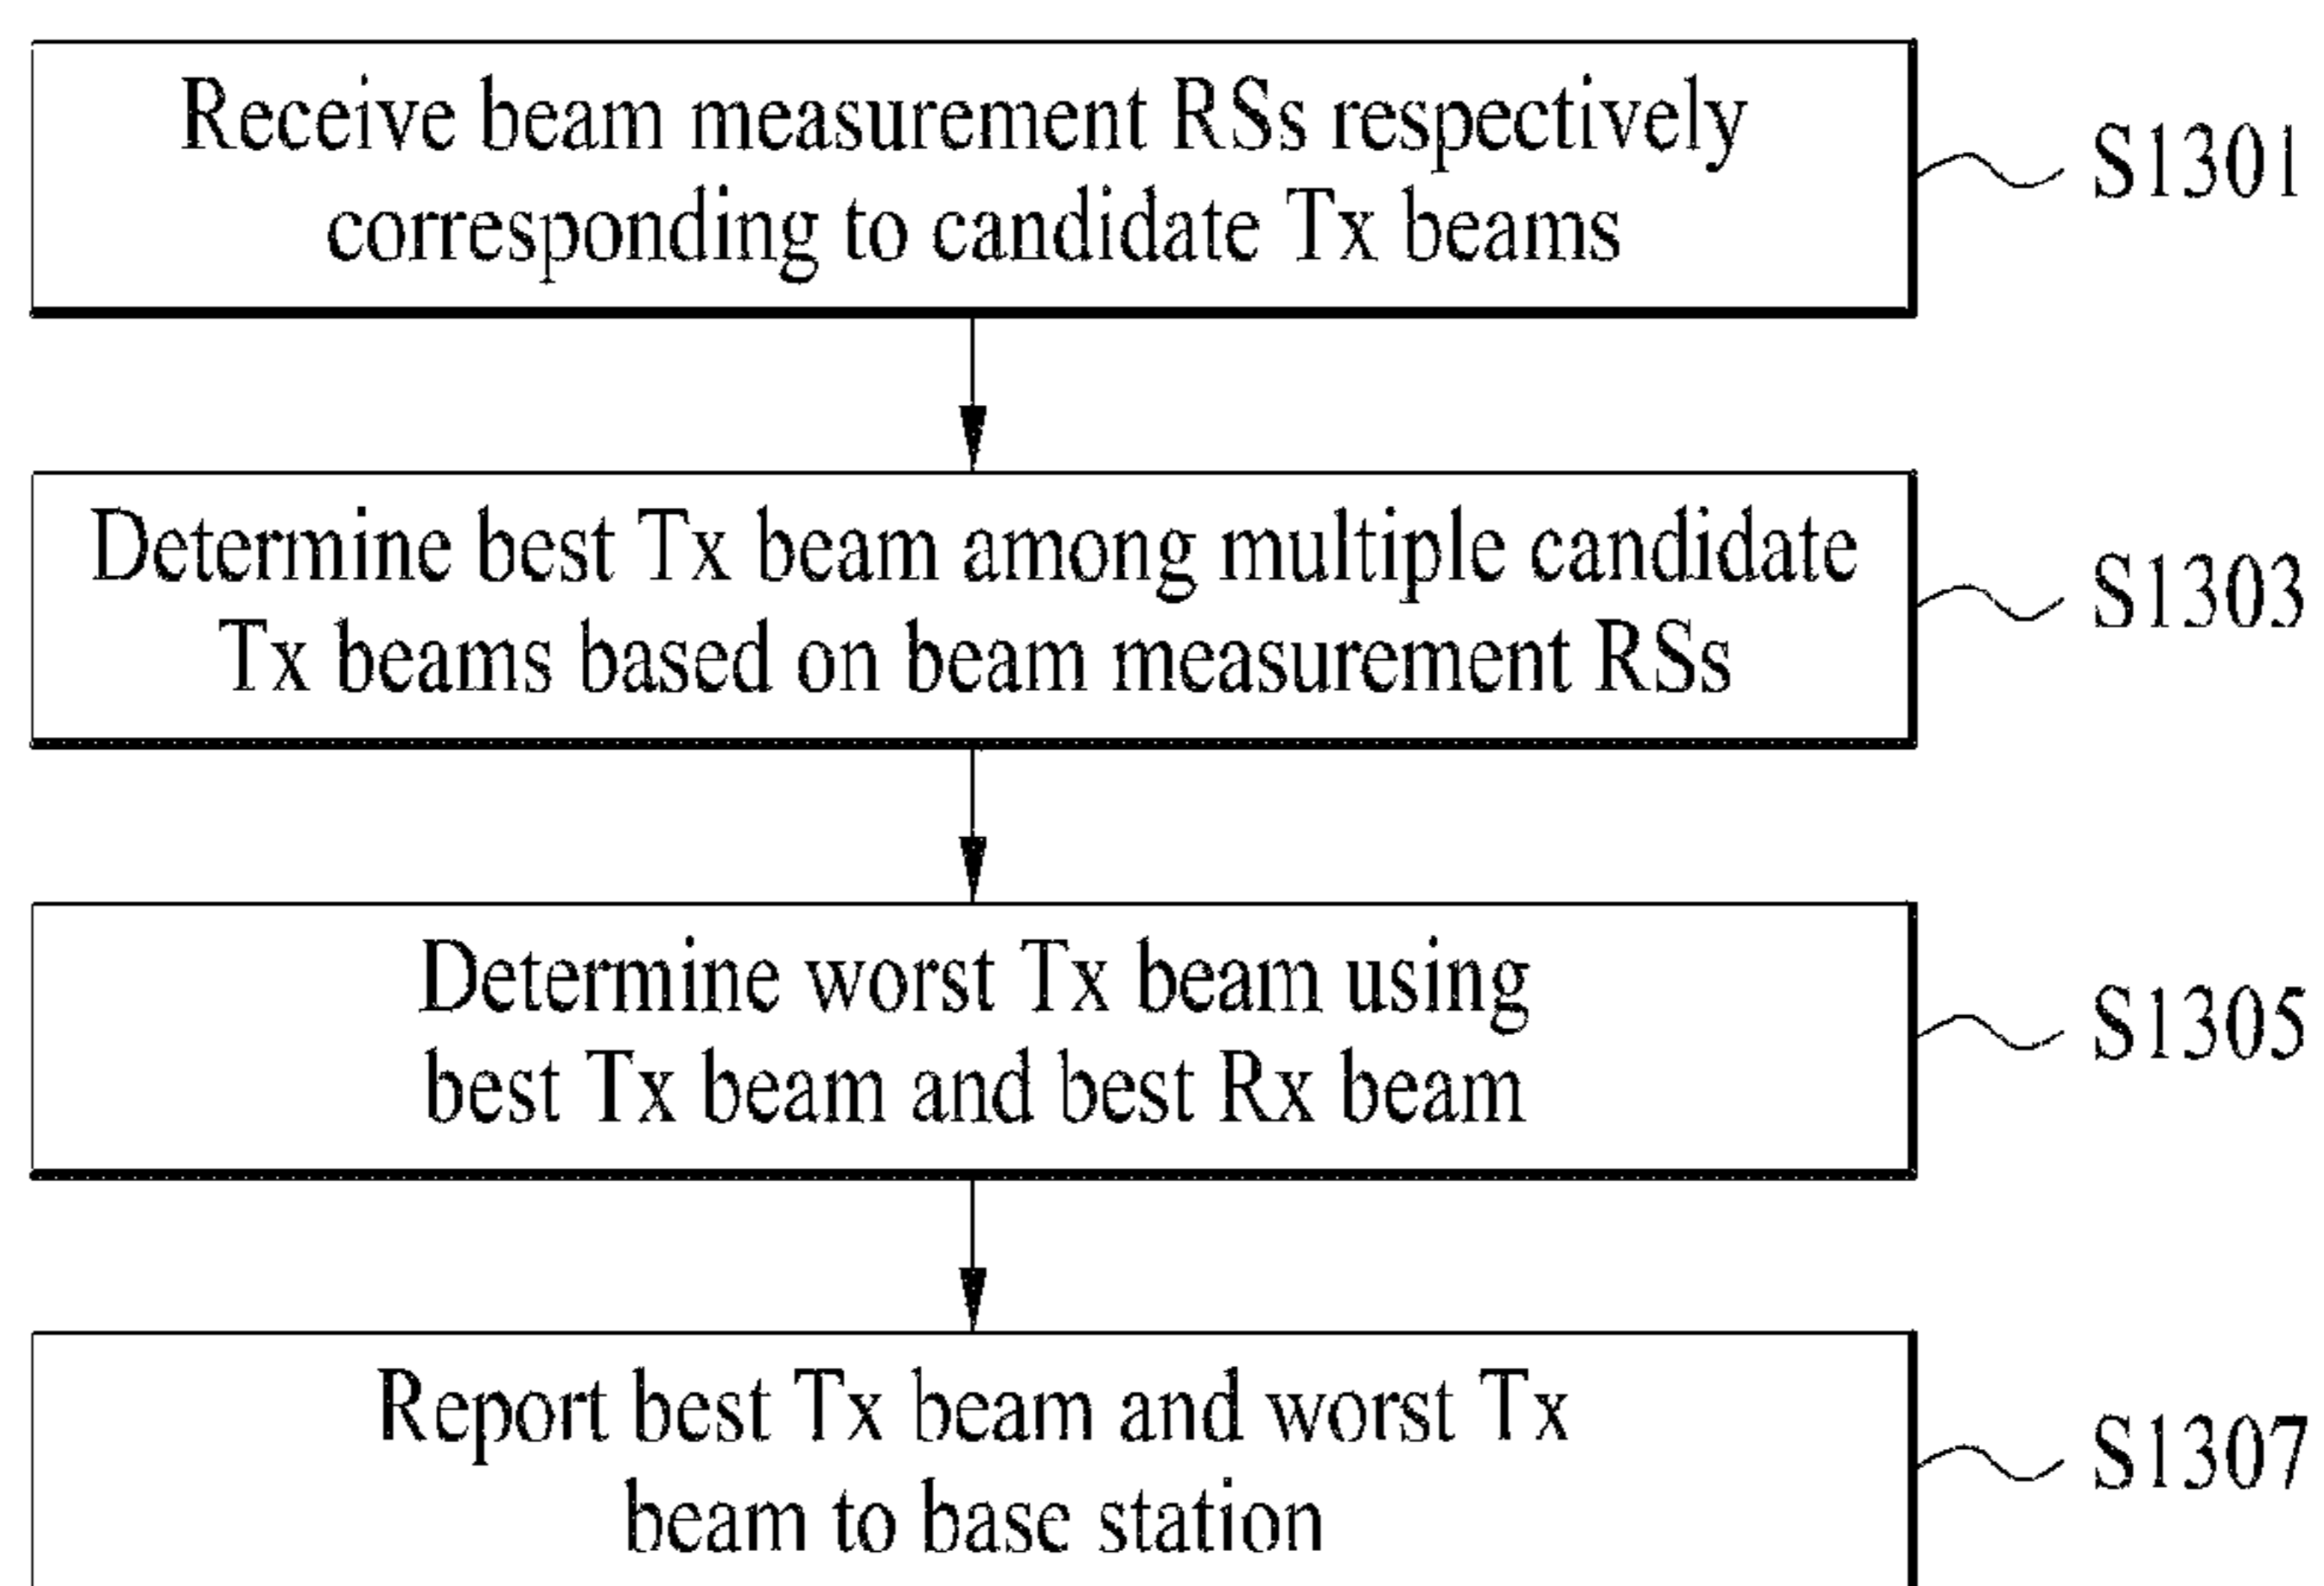 Receive beam measurement RSs respectively
corresponding to candidate Tx beams
S1301
Determine best Tx beam among multiple candidate
Tx beams based on beam measurement RSs
S1303
Determine worst Tx beam using
best Tx beam and best Rx beam
S1305
Report best Tx beam and worst Tx
beam to base station
S1307